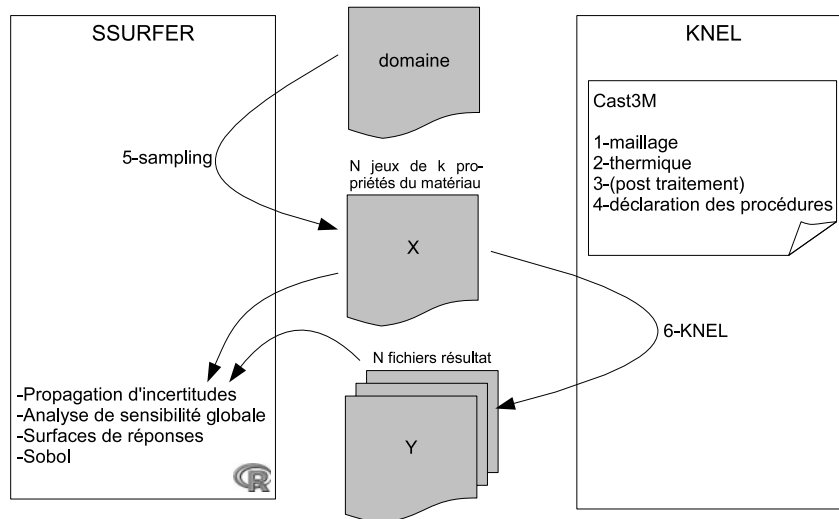 SSURFER
domaine
KNEL
Cast3M
1-maillage
2-thermique
3-(post traitement)
4-déclaration des procédures
5-sampling
N jeux de k pro-
priétés du matériau
X
6-KNEL
N fichiers résultat
Y
-Propagation d'incertitudes
-Analyse de sensibilité globale
-Surfaces de réponses
-Sobol
R